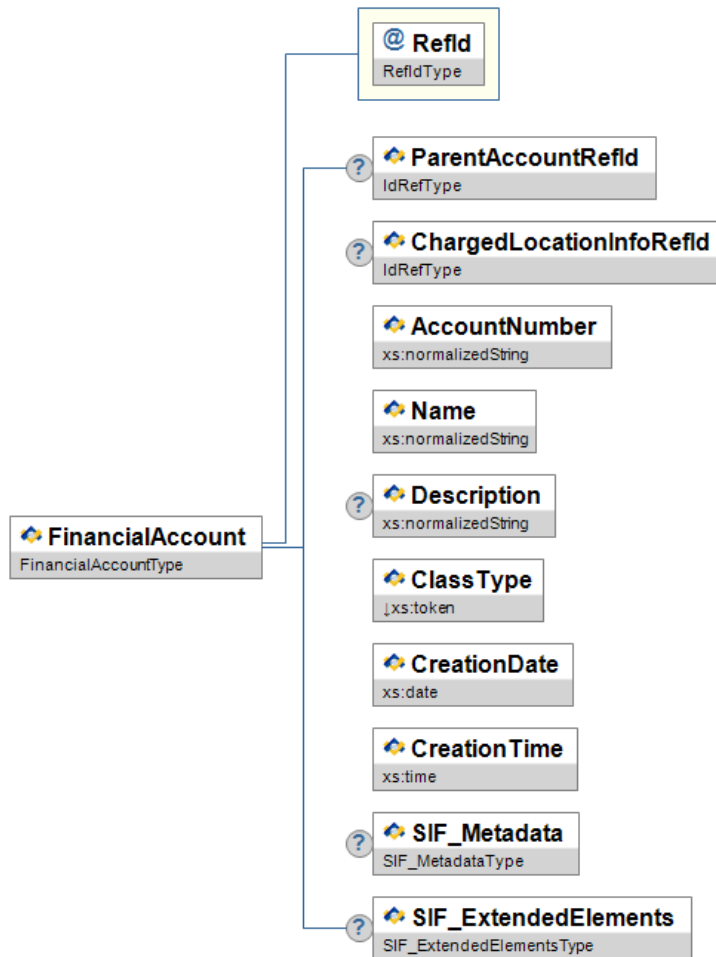 @ RefId
RefIdType
? ParentAccountRefId
IdRefType
? ChargedLocationInfoRefId
IdRefType
AccountNumber
xs:normalizedString
Name
xs:normalizedString
? Description
xs:normalizedString
FinancialAccount
FinancialAccountType
ClassType
↓xs:token
CreationDate
xs:date
CreationTime
xs:time
? SIF_Metadata
SIF_MetadataType
? SIF_ExtendedElements
SIF_ExtendedElementsType